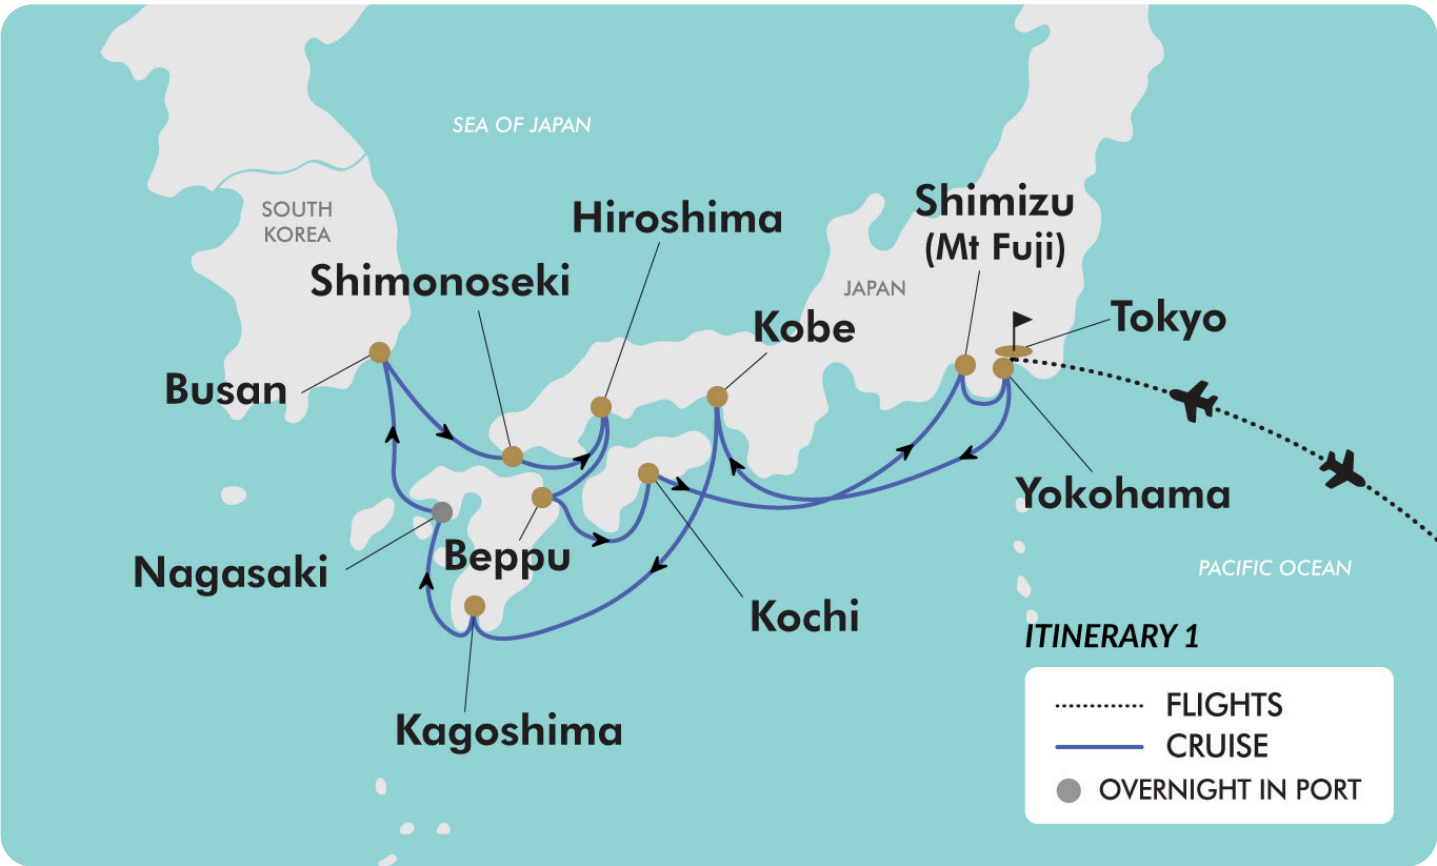 SEA OF JAPAN
SOUTH
KOREA
Hiroshima
Shimizu
(Mt Fuji)
Shimonoseki
JAPAN
Kobe
Tokyo
Busan
Yokohama
Nagasaki
Beppu
PACIFIC OCEAN
Kochi
Kagoshima
ITINERARY 1
FLIGHTS
CRUISE
OVERNIGHT IN PORT